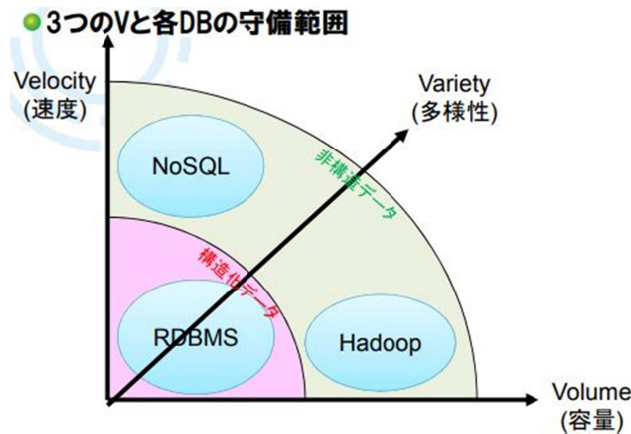 3つのVと各DBの守備範囲
Velocity
(速度)
Variety
(多様性)
NoSQL
非構造データ
構造化データ
RDBMS
Hadoop
Volume
(容量)